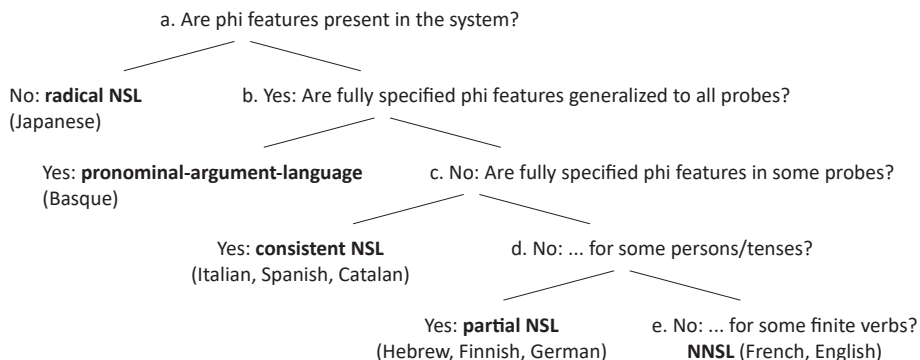 a. Are phi features present in the system?
No: radical NSL
(Japanese)
b. Yes: Are fully specified phi features generalized to all probes?
Yes: pronominal-argument-language
(Basque)
c. No: Are fully specified phi features in some probes?
Yes: consistent NSL
(Italian, Spanish, Catalan)
d. No: ... for some persons/tenses?
Yes: partial NSL
(Hebrew, Finnish, German)
e. No: ... for some finite verbs?
NNSL (French, English)